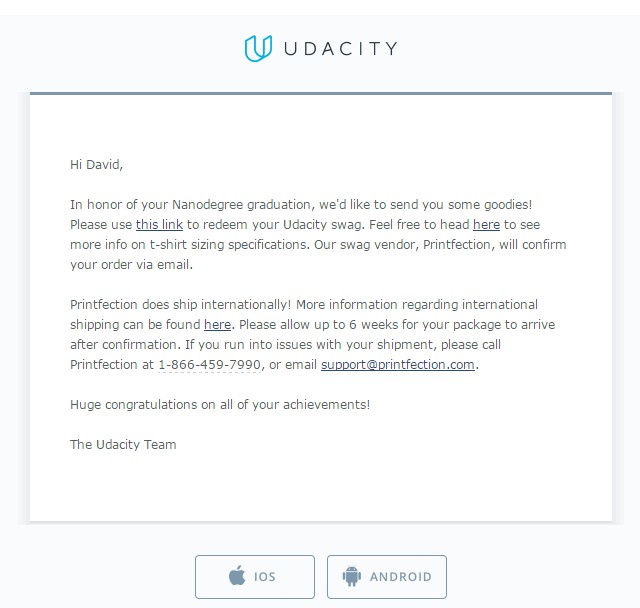 UDACITY
Hi David,
In honor of your Nanodegree graduation, we'd like to send you some goodies!
Please use this link to redeem your Udacity swag. Feel free to head here to see
more info on t-shirt sizing specifications. Our swag vendor, Printfection, will confirm
your order via email.
Printfection does ship internationally! More information regarding international
shipping can be found here. Please allow up to 6 weeks for your package to arrive
after confirmation. If you run into issues with your shipment, please call
Printfection at 1-866-459-7990, or email support@printfection.com.
Huge congratulations on all of your achievements!
The Udacity Team
IOS
ANDROID